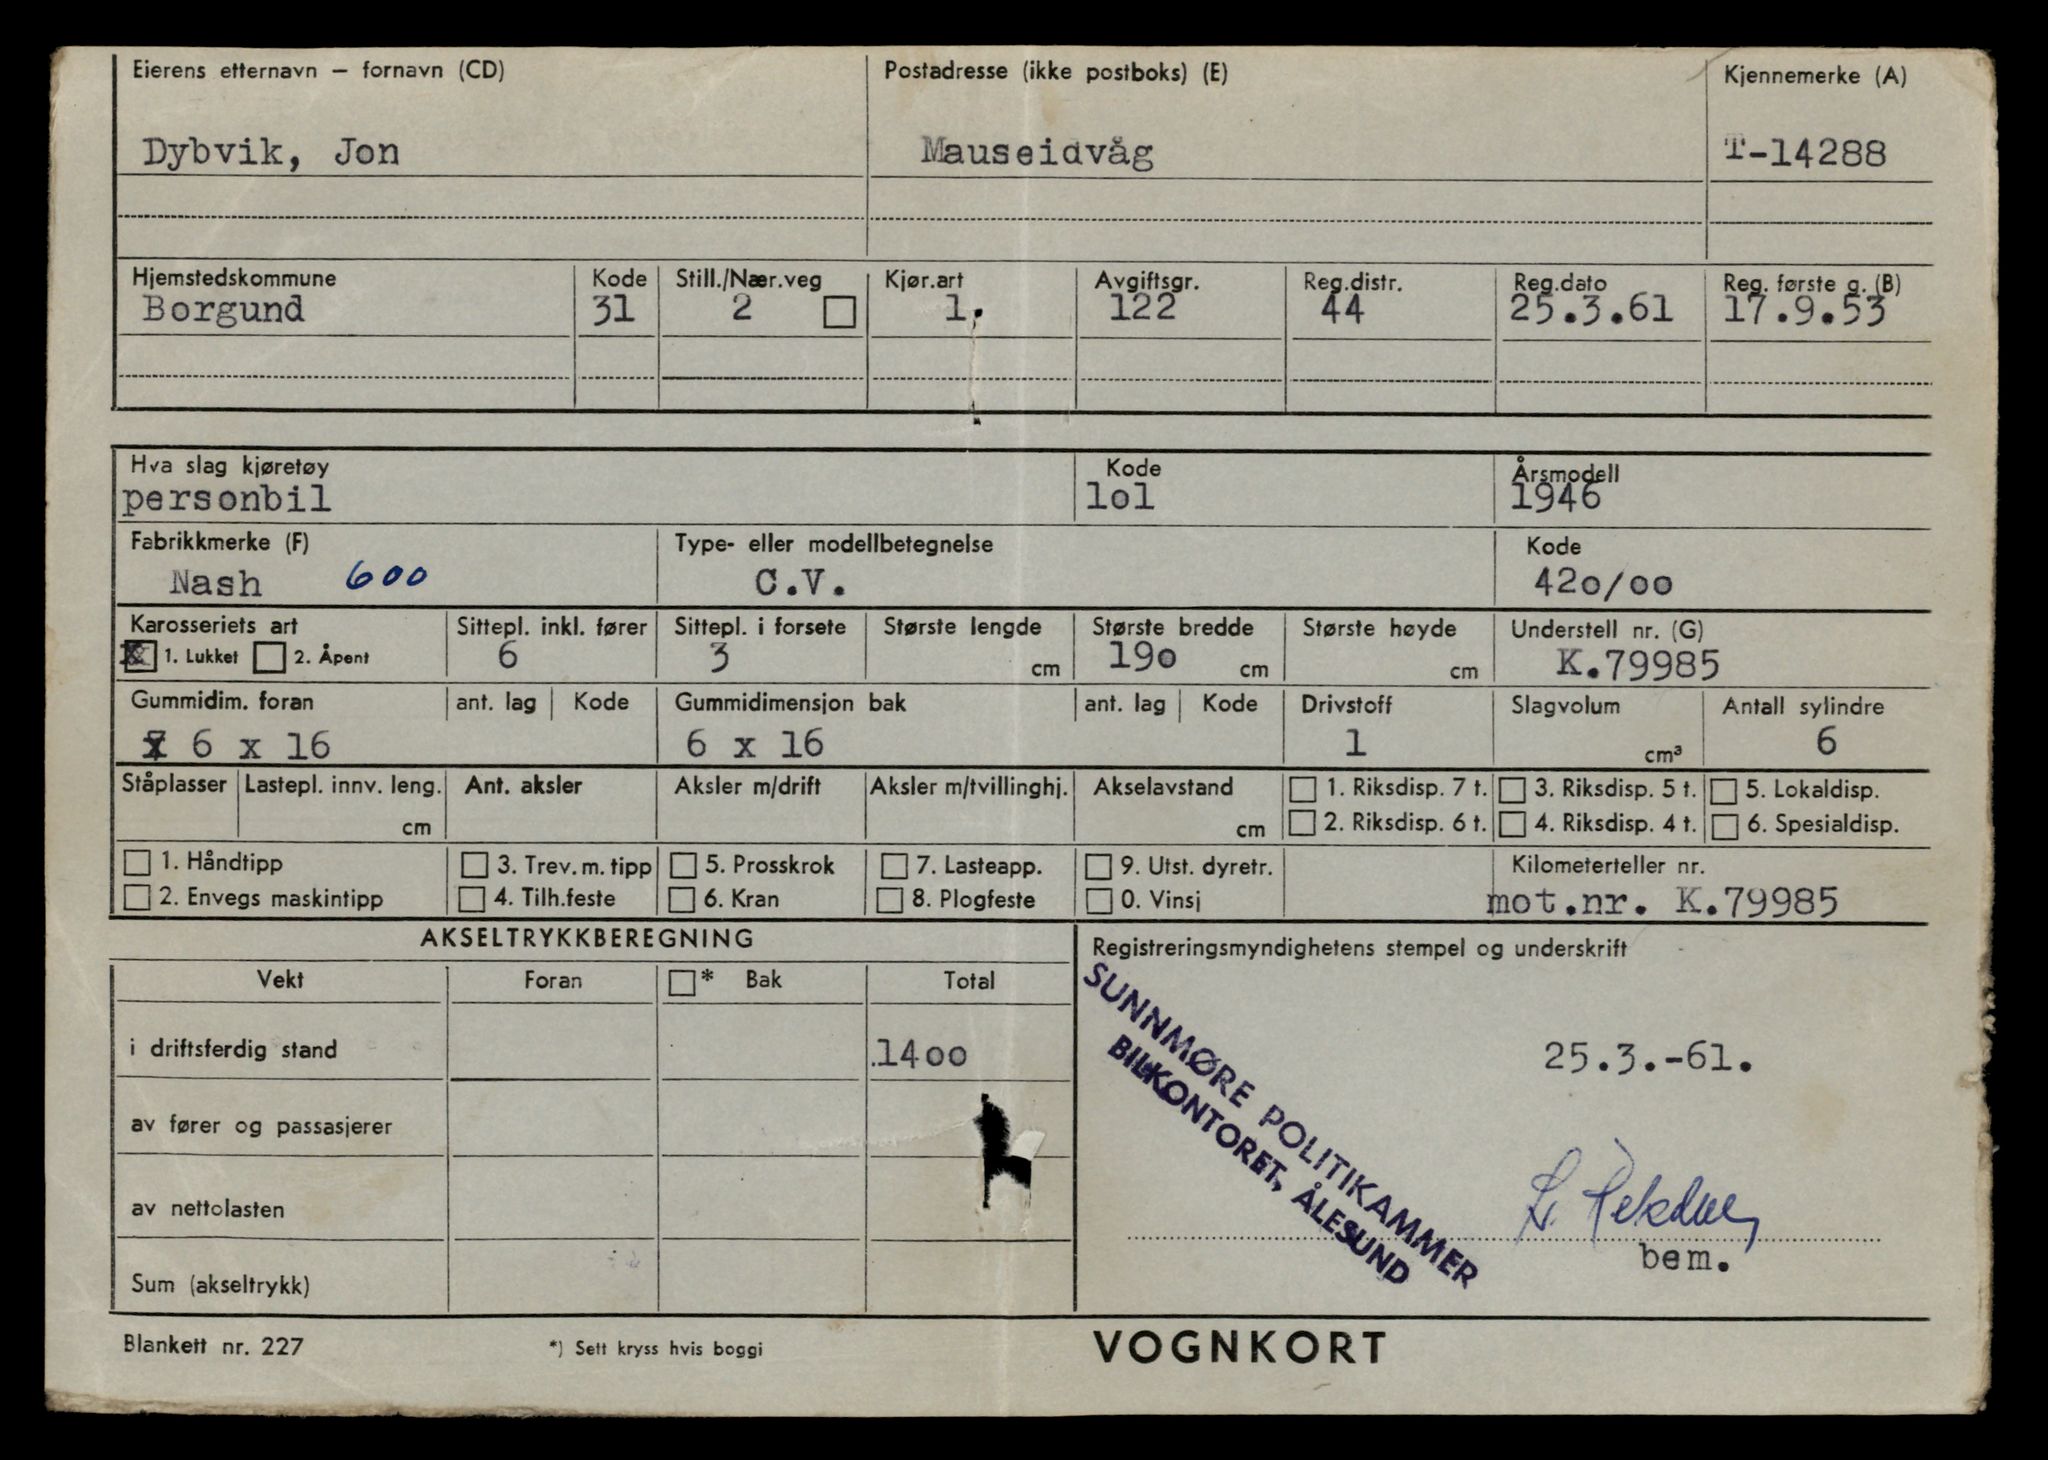 Eierens etternavn – fornavn (CD) Postadresse (ikke postboks) (E) Kjennemerke (A)
Dybvik, Jon Mauseidvåg T-14288
Hjemstedskommune Kode Still./Nær.veg Kjør.art Avgiftsgr. Reg.distr. Reg.dato Reg. første g. (B)
Borgund 31 2 1. 122 44 25.3.61 17.9.53
Hva slag kjøretøy Kode Årsmodell
personbil lol 1946
Fabrikkmerke (F) Type- eller modellbetegnelse Kode
Nash 600 C.V. 42o/oo
Karosseriets art Sittepl. inkl. fører Sittepl. i forsete Største lengde Største bredde Største høyde Understell nr. (G)
x 1. Lukket 2. Åpent 6 3 cm 19o cm cm K.79985
Gummidim. foran ant. lag Kode Gummidimensjon bak ant. lag Kode Drivstoff Slagvolum Antall sylindre
6 x 16 6 x 16 1 cm³ 6
Ståplasser Lastepl. innv. leng. Ant. aksler Aksler m/drift Aksler m/tvillinghj. Akselavstand 1. Riksdisp. 7 t. 3. Riksdisp. 5 t. 5. Lokaldisp.
cm cm 2. Riksdisp. 6 t. 4. Riksdisp. 4 t. 6. Spesialdisp.
1. Håndtipp 3. Trev. m. tipp 5. Prosskrok 7. Lasteapp. 9. Utst. dyretr. Kilometerteller nr.
2. Envegs maskintipp 4. Tilh.feste 6. Kran 8. Plogfeste 0. Vinsj mot.nr. K.79985
AKSELTRYKKBEREGNING Registreringsmyndighetens stempel og underskrift
Vekt Foran * Bak Total
i driftsferdig stand .14oo
av fører og passasjerer
av nettolasten
Sum (akseltrykk)
SUNNMØRE POLITIKAMMER
BILKONTORET, ÅLESUND
25.3.-61.
bem.
Blankett nr. 227 *) Sett kryss hvis boggi VOGNKORT